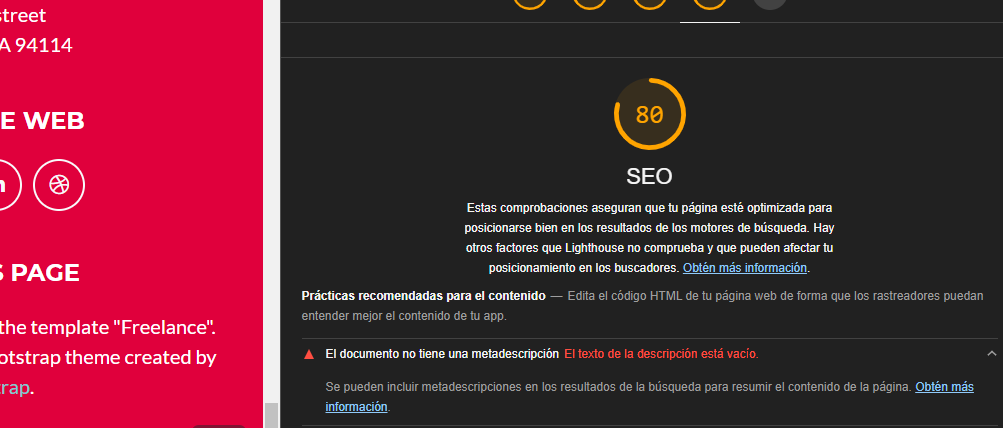 street
A 94114
E WEB
S PAGE
the template "Freelance".
otstrap theme created by
trap.
80
SEO
Estas comprobaciones aseguran que tu página esté optimizada para
posicionarse bien en los resultados de los motores de búsqueda. Hay
otros factores que Lighthouse no comprueba y que pueden afectar tu
posicionamiento en los buscadores. Obtén más información.
Prácticas recomendadas para el contenido — Edita el código HTML de tu página web de forma que los rastreadores puedan
entender mejor el contenido de tu app.
El documento no tiene una metadescripción El texto de la descripción está vacío.
Se pueden incluir metadescripciones en los resultados de la búsqueda para resumir el contenido de la página. Obtén más
información.